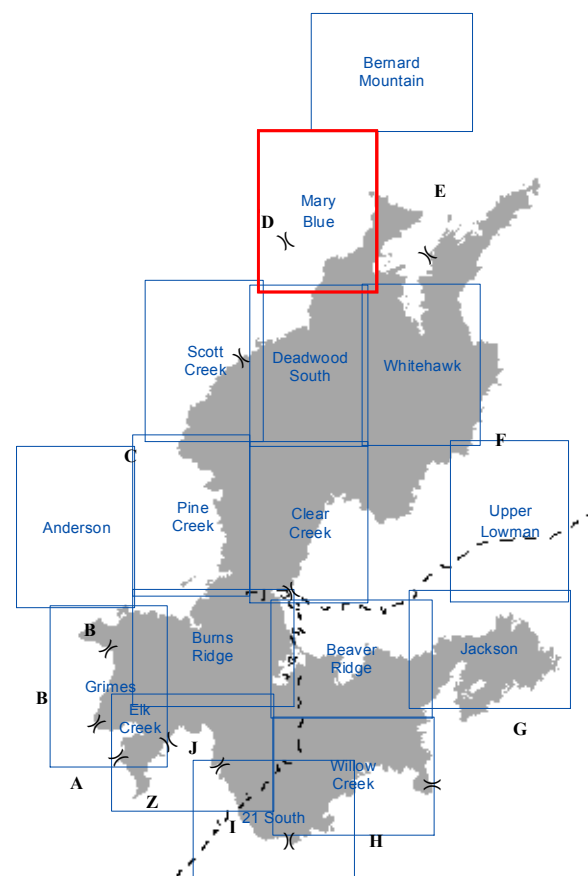 Bernard
Mountain
E
Mary
Blue
D
Scott
Creek
Deadwood
South
Whitehawk
F
C
Pine
Creek
Clear
Creek
Upper
Lowman
Anderson
B
Burns
Ridge
Beaver
Ridge
Jackson
Grimes
B
Elk
Creek
G
J
A
Willow
Creek
Z
21 South
I
H